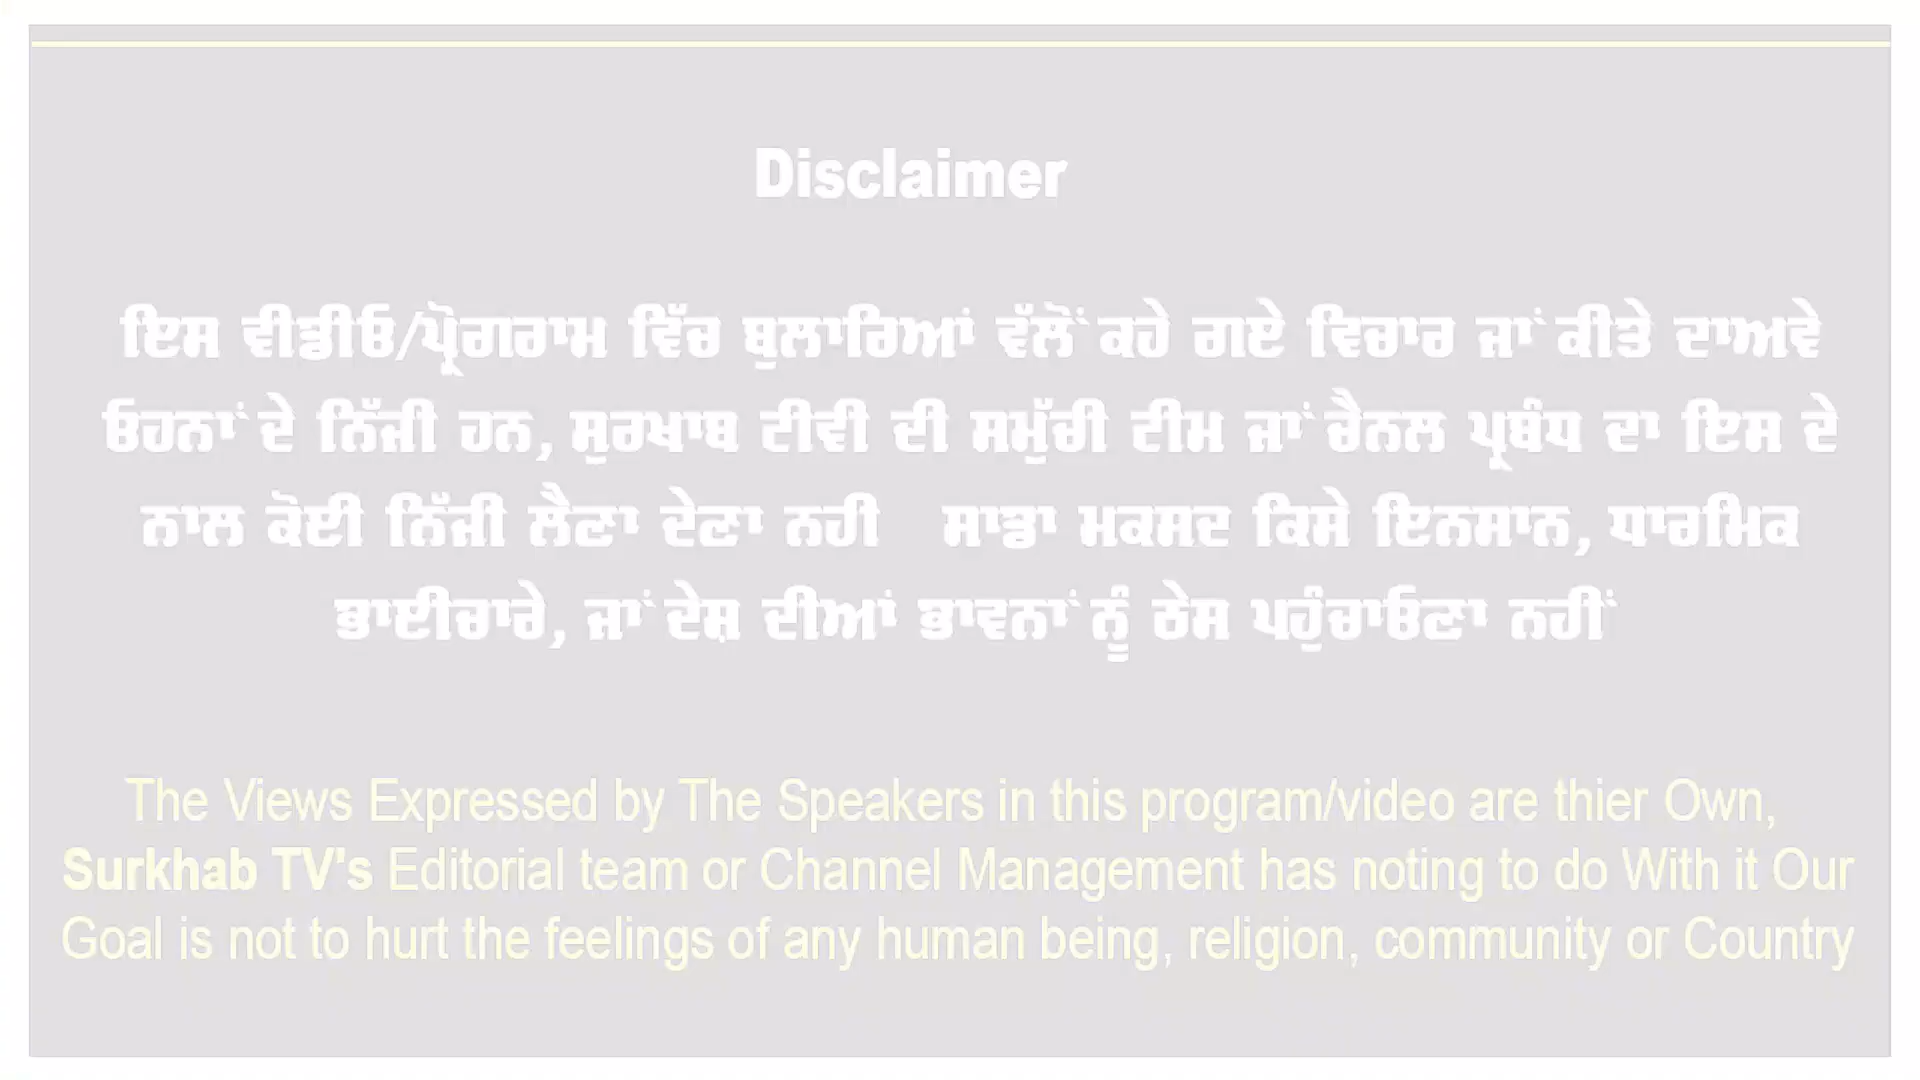 Disclaimer
ਇਸ ਵੀਡੀਓ/ਪ੍ਰੋਗਰਾਮ ਵਿੱਚ ਬੁਲਾਰਿਆਂ ਵੱਲੋਂ ਕਹੇ ਗਏ ਵਿਚਾਰ ਜਾਂ ਕੀਤੇ ਦਾਅਵੇ
ਓਹਨਾਂ ਦੇ ਨਿੱਜੀ ਹਨ, ਸੁਰਖਾਬ ਟੀਵੀ ਦੀ ਸਮੁੱਚੀ ਟੀਮ ਜਾਂ ਚੈਨਲ ਪ੍ਰਬੰਧ ਦਾ ਇਸ ਦੇ
ਨਾਲ ਕੋਈ ਨਿੱਜੀ ਲੈਣਾ ਦੇਣਾ ਨਹੀ ਸਾਡਾ ਮਕਸਦ ਕਿਸੇ ਇਨਸਾਨ, ਧਾਰਮਿਕ
ਭਾਈਚਾਰੇ, ਜਾਂ ਦੇਸ਼ ਦੀਆਂ ਭਾਵਨਾਂ ਨੂੰ ਠੇਸ ਪਹੁੰਚਾਓਣਾ ਨਹੀਂ
The Views Expressed by The Speakers in this program/video are thier Own,
Surkhab TV's Editorial team or Channel Management has noting to do With it Our
Goal is not to hurt the feelings of any human being, religion, community or Country